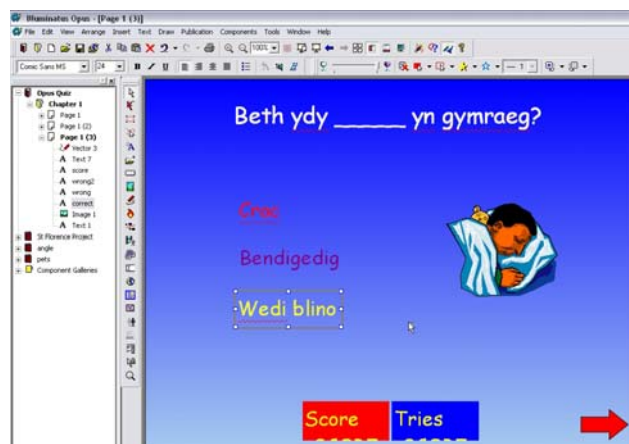 Illuminatus Opus - [Page 1 (3)]
File Edit View Arrange Insert Text Draw Publication Components Tools Window Help
100%
Comic Sans MS 24 B I U 1
Opus Quiz
Chapter 1
Page 1
Page 1 (2)
Page 1 (3)
Vector 3
Text 7
score
wrong2
wrong
correct
Image 1
Text 1
St Florence Project
angle
pets
Component Galleries
Beth ydy _____ yn gymraeg?
Croc
Bendigedig
Wedi blino
Score Tries